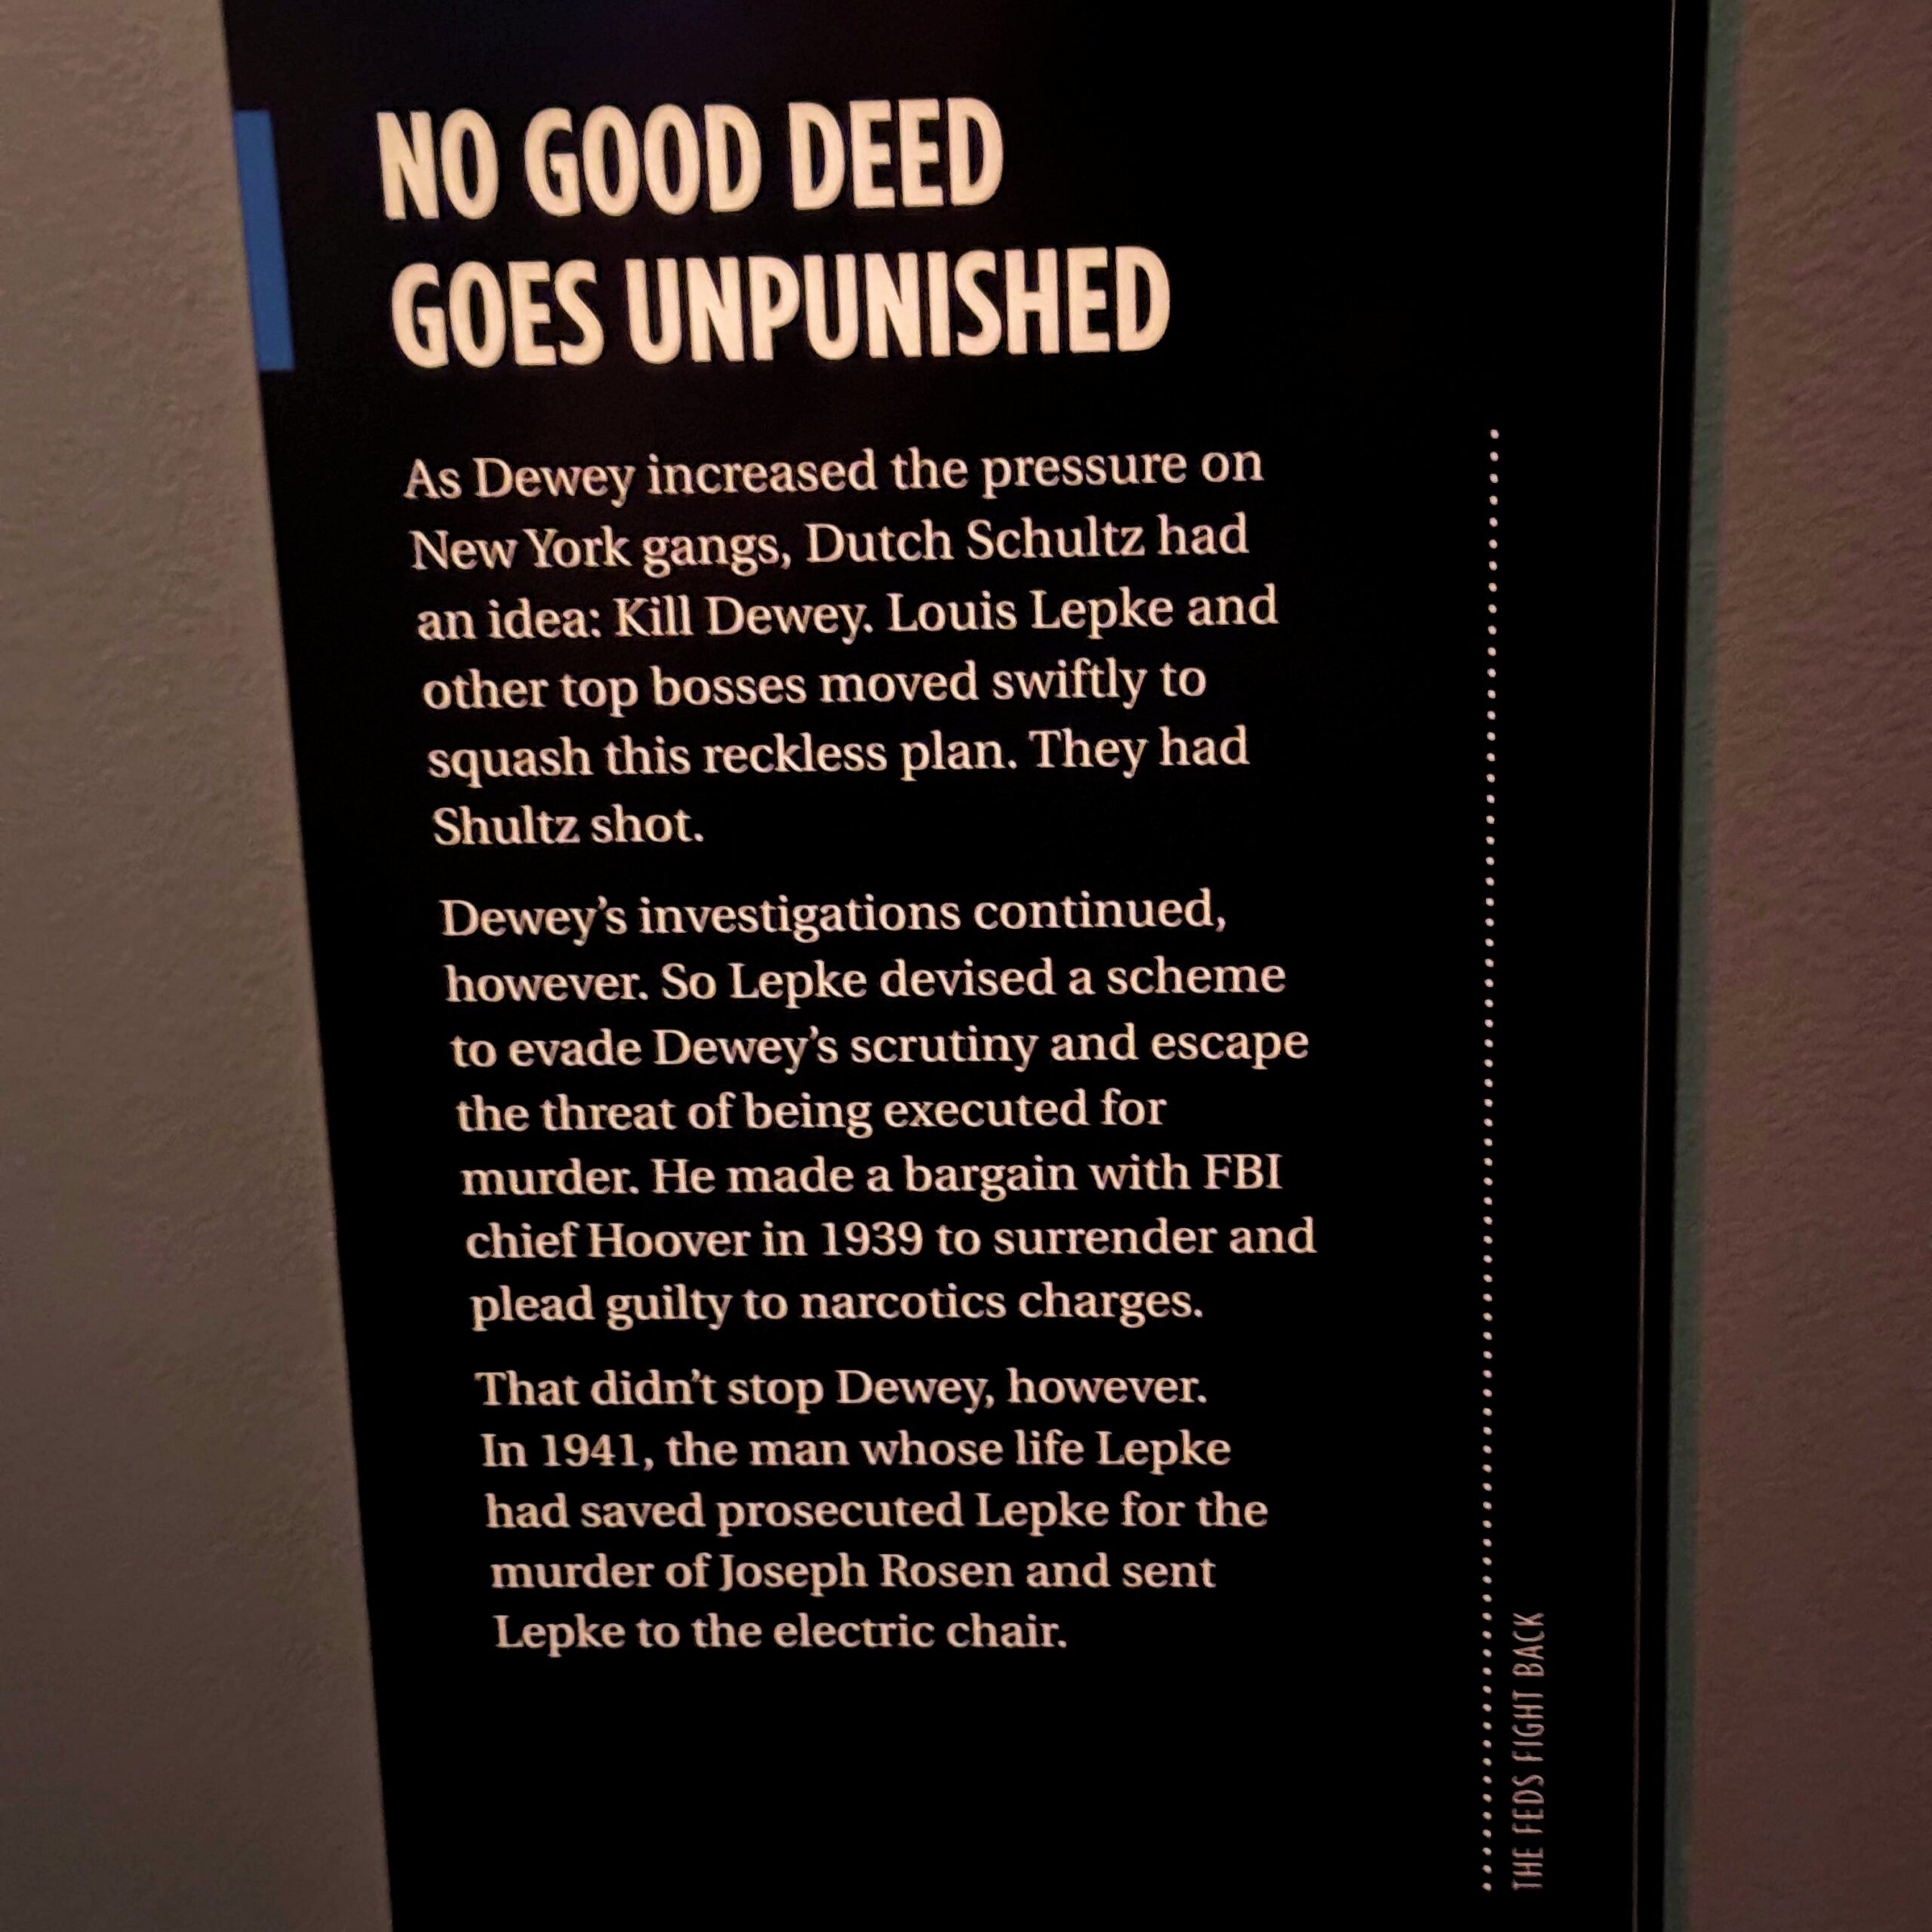 NO GOOD DEED
GOES UNPUNISHED
As Dewey increased the pressure on
New York gangs, Dutch Schultz had
an idea: Kill Dewey. Louis Lepke and
other top bosses moved swiftly to
squash this reckless plan. They had
Shultz shot.
Dewey’s investigations continued,
however. So Lepke devised a scheme
to evade Dewey’s scrutiny and escape
the threat of being executed for
murder. He made a bargain with FBI
chief Hoover in 1939 to surrender and
plead guilty to narcotics charges.
That didn’t stop Dewey, however.
In 1941, the man whose life Lepke
had saved prosecuted Lepke for the
murder of Joseph Rosen and sent
Lepke to the electric chair.
THE FEDS FIGHT BACK